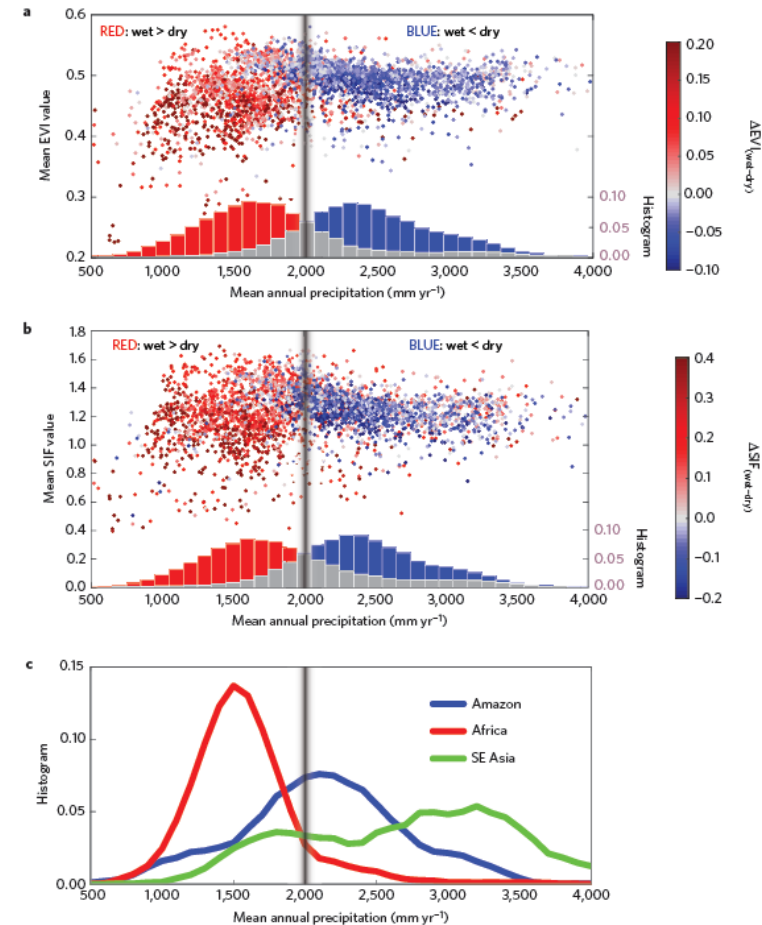 a
RED: wet > dry
BLUE: wet < dry
Mean EVI value
0.6
0.5
0.4
0.3
0.2
0.10
0.05
0.00
Histogram
500 1,000 1,500 2,000 2,500 3,000 3,500 4,000
Mean annual precipitation (mm yr⁻¹)
0.20
0.15
0.10
0.05
0.00
−0.05
−0.10
ΔEVI(wet–dry)
b
RED: wet > dry
BLUE: wet < dry
Mean SIF value
1.8
1.6
1.4
1.2
1.0
0.8
0.6
0.4
0.2
0.0
0.10
0.05
0.00
Histogram
500 1,000 1,500 2,000 2,500 3,000 3,500 4,000
Mean annual precipitation (mm yr⁻¹)
0.4
0.3
0.2
0.1
0.0
−0.1
−0.2
ΔSIF(wet–dry)
c
Histogram
0.15
0.10
0.05
0.00
Amazon
Africa
SE Asia
500 1,000 1,500 2,000 2,500 3,000 3,500 4,000
Mean annual precipitation (mm yr⁻¹)